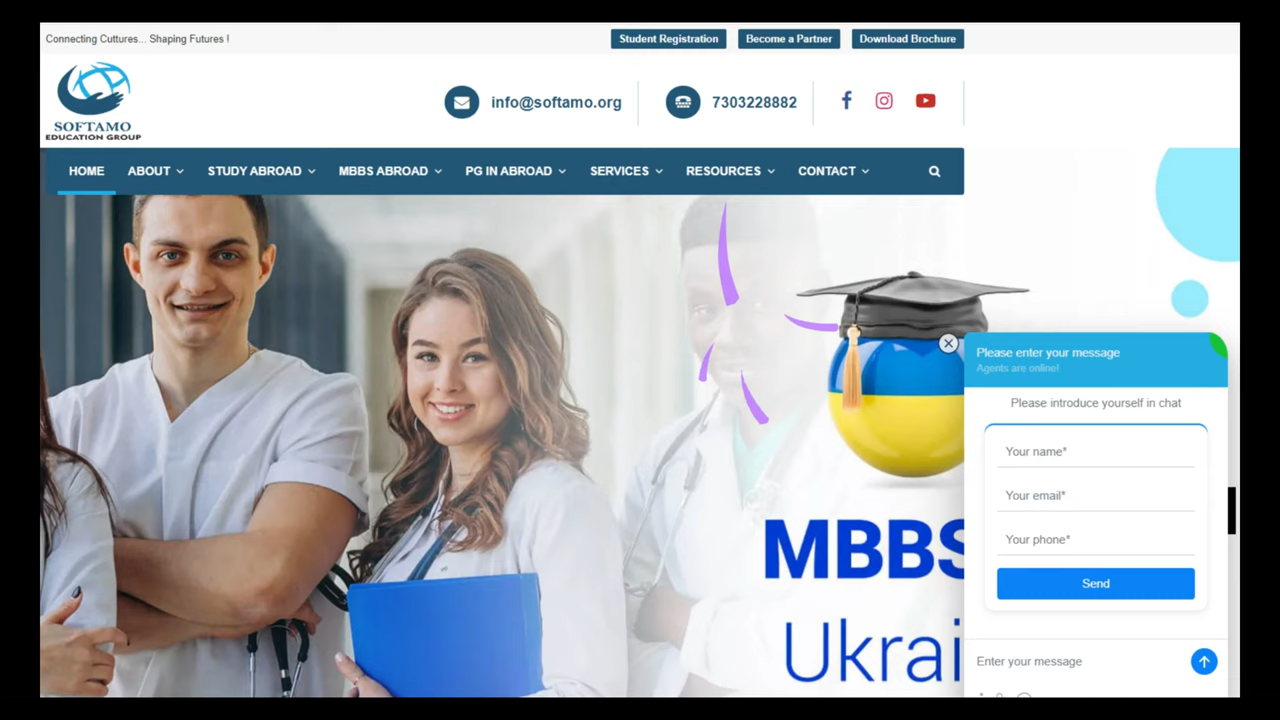 Connecting Cuttures... Shaping Futures !
Student Registration
Become a Partner
Download Brochure
SOFTAMO
EDUCATION GROUP
info@softamo.org
7303228882
HOME
ABOUT
STUDY ABROAD
MBBS ABROAD
PG IN ABROAD
SERVICES
RESOURCES
CONTACT
MBBS
Ukrai
Please enter your message
Agents are online!
Please introduce yourself in chat
Your name*
Your email*
Your phone*
Send
Enter your message